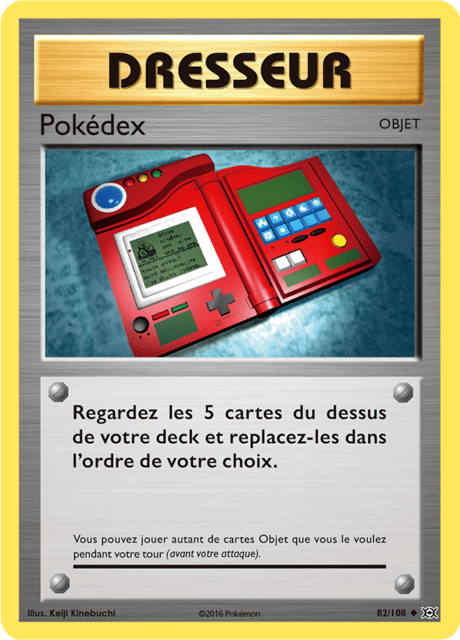 DRESSEUR
Pokédex
OBJET
Regardez les 5 cartes du dessus
de votre deck et replacez-les dans
l'ordre de votre choix.
Vous pouvez jouer autant de cartes Objet que vous le voulez
pendant votre tour (avant votre attaque).
Illus. Keiji Kinebuchi
©2016 Pokémon
82/108